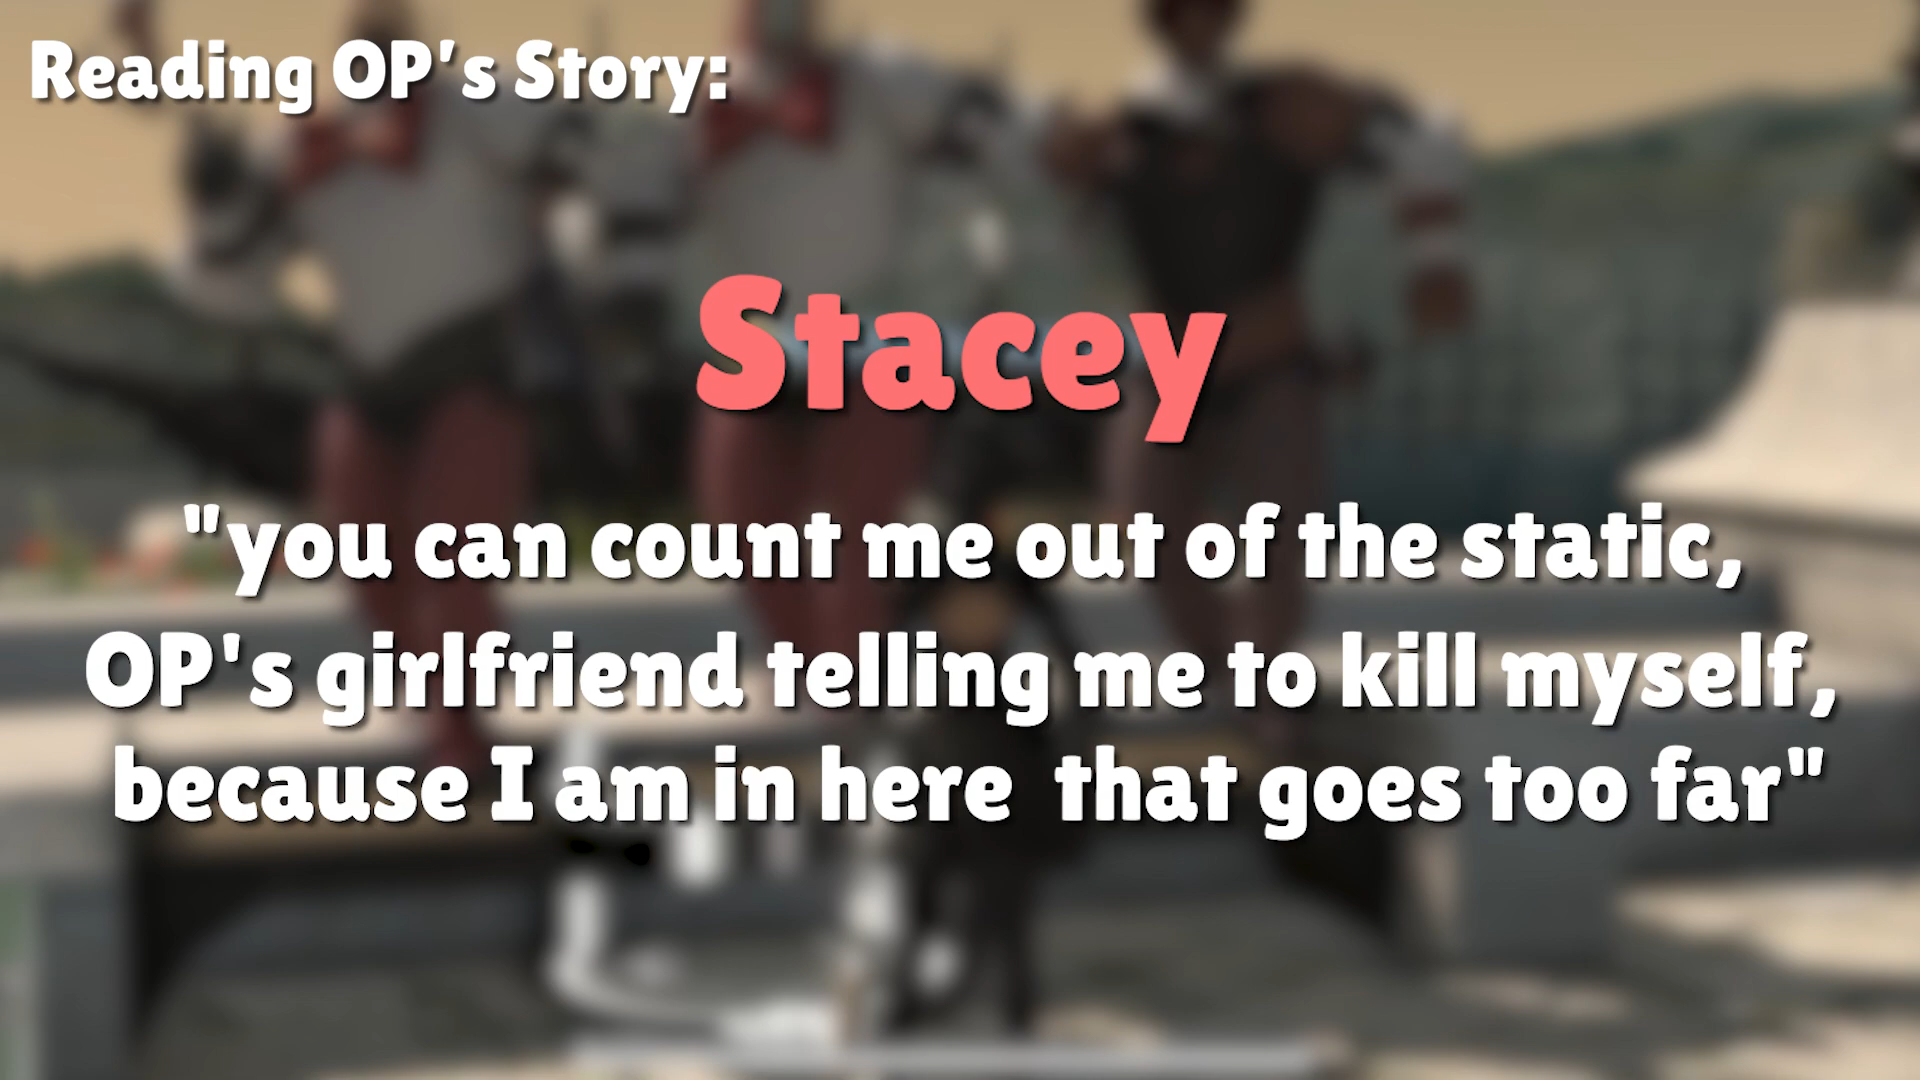 Reading OP's Story:
Stacey
"you can count me out of the static,
OP's girlfriend telling me to kill myself,
because I am in here  that goes too far"